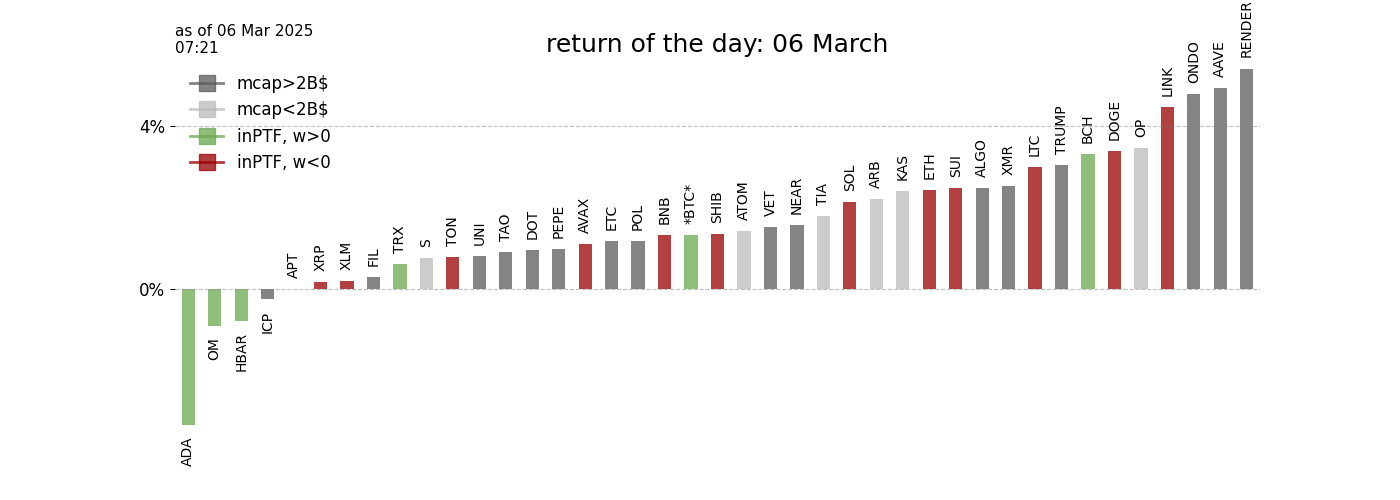 as of 06 Mar 2025
07:21
return of the day: 06 March
mcap>2B$
mcap<2B$
inPTF, w>0
inPTF, w<0
4%
0%
ADA
OM
HBAR
ICP
APT
XRP
XLM
FIL
TRX
S
TON
UNI
TAO
DOT
PEPE
AVAX
ETC
POL
BNB
*BTC*
SHIB
ATOM
VET
NEAR
TIA
SOL
ARB
KAS
ETH
SUI
ALGO
XMR
LTC
TRUMP
BCH
DOGE
OP
LINK
ONDO
AAVE
RENDER